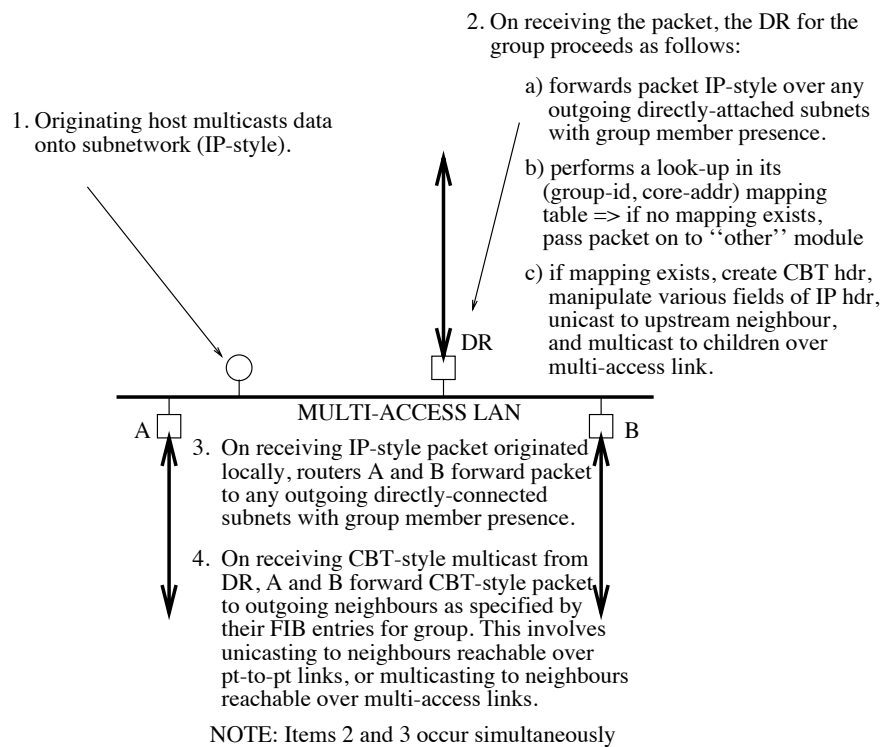 2. On receiving the packet, the DR for the
group proceeds as follows:
a) forwards packet IP-style over any
outgoing directly-attached subnets
with group member presence.
b) performs a look-up in its
(group-id, core-addr) mapping
table => if no mapping exists,
pass packet on to ‘‘other’’ module
c) if mapping exists, create CBT hdr,
manipulate various fields of IP hdr,
unicast to upstream neighbour,
and multicast to children over
multi-access link.
1. Originating host multicasts data
onto subnetwork (IP-style).
DR
MULTI-ACCESS LAN
A
B
3. On receiving IP-style packet originated
locally, routers A and B forward packet
to any outgoing directly-connected
subnets with group member presence.
4. On receiving CBT-style multicast from
DR, A and B forward CBT-style packet
to outgoing neighbours as specified by
their FIB entries for group. This involves
unicasting to neighbours reachable over
pt-to-pt links, or multicasting to neighbours
reachable over multi-access links.
NOTE: Items 2 and 3 occur simultaneously